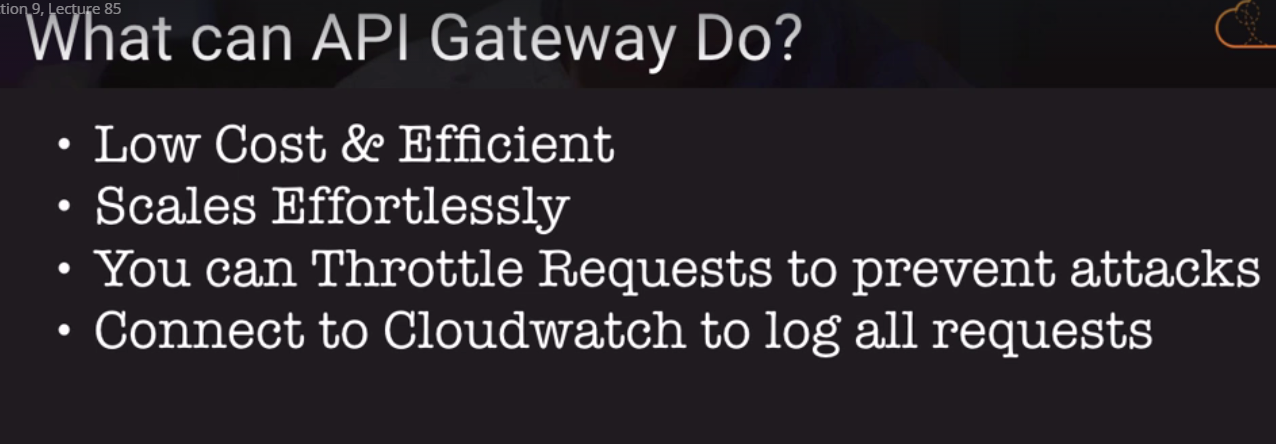 tion 9, Lecture 85
What can API Gateway Do?
• Low Cost & Efficient
• Scales Effortlessly
• You can Throttle Requests to prevent attacks
• Connect to Cloudwatch to log all requests